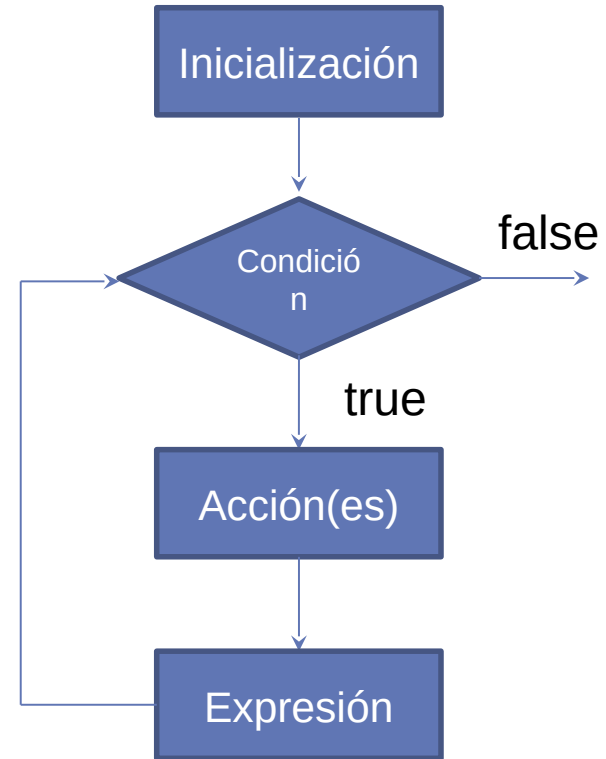 Inicialización
false
Condició
n
true
Acción(es)
Expresión